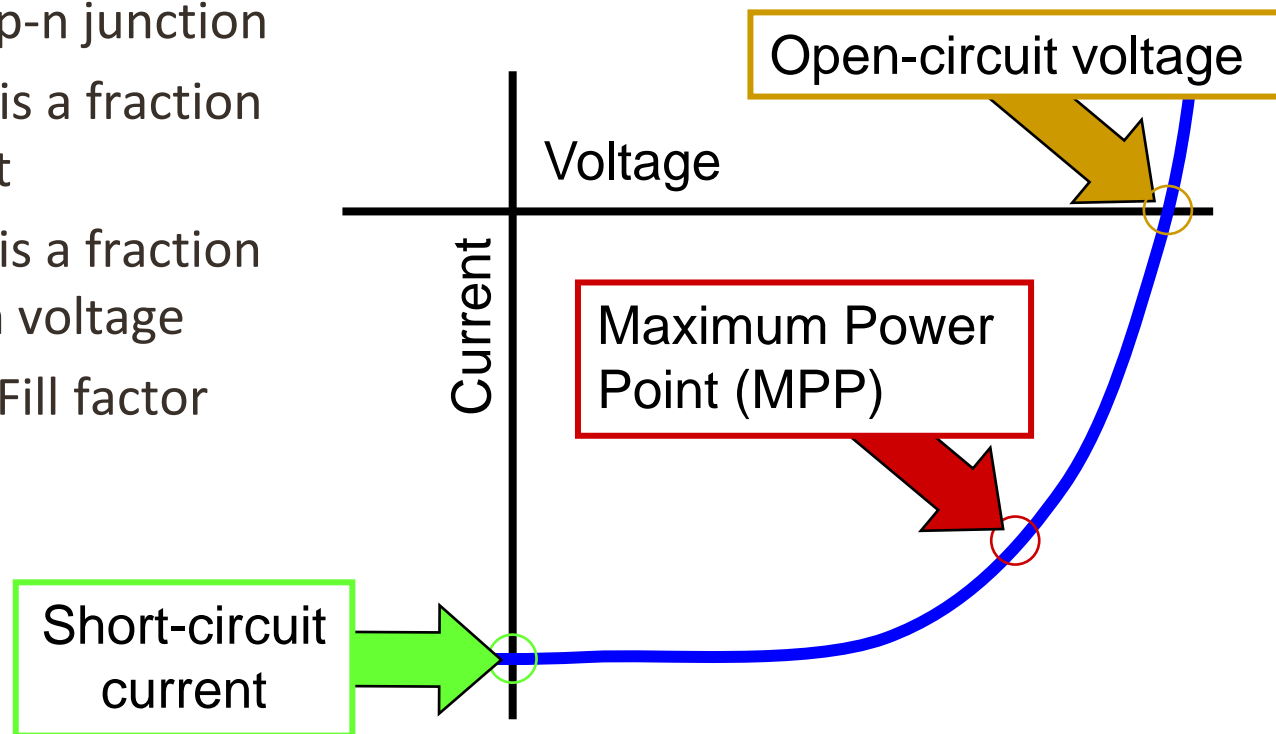 p-n junction
is a fraction
t
is a fraction
n voltage
Fill factor
Open-circuit voltage
Voltage
Current
Maximum Power
Point (MPP)
Short-circuit
current